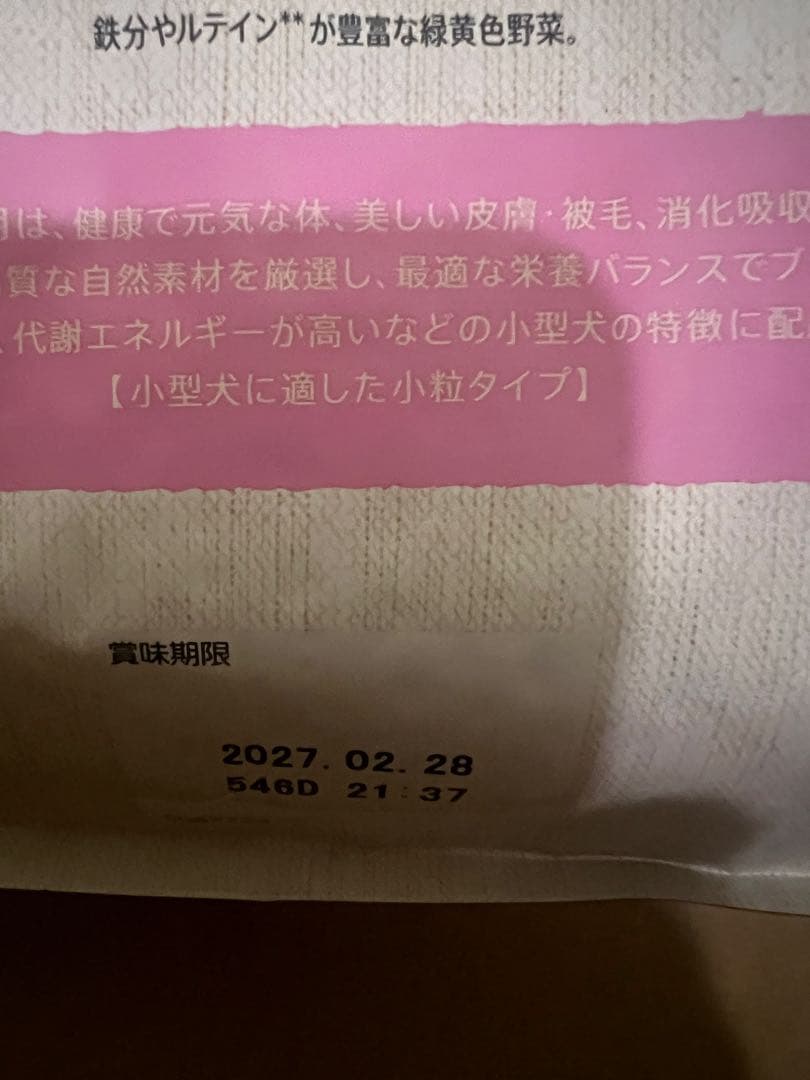 鉄分やルテイン**が豊富な緑黄色野菜。
は、健康で元気な体、美しい皮膚・被毛、消化吸収
質な自然素材を厳選し、最適な栄養バランスでブ
、代謝エネルギーが高いなどの小型犬の特徴に配
【小型犬に適した小粒タイプ】
賞味期限
2027.02.28
546D 21:37